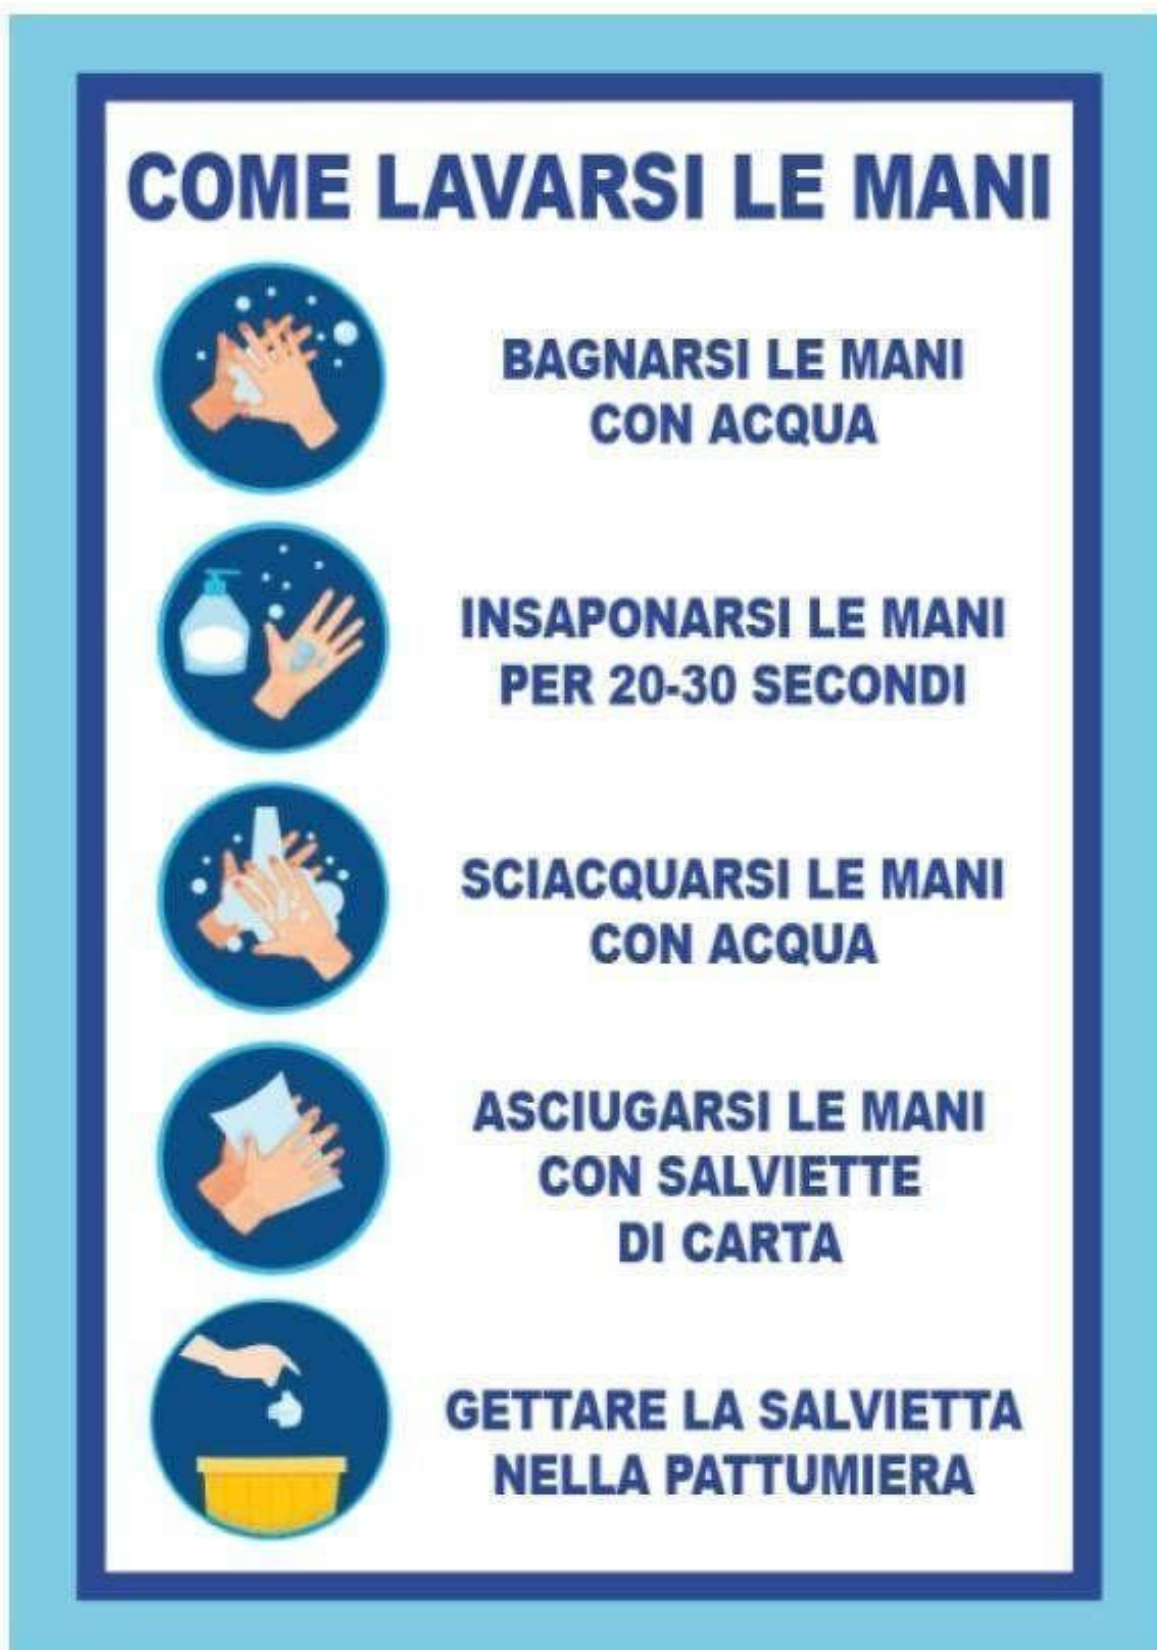 COME LAVARSI LE MANI
BAGNARSI LE MANI
CON ACQUA
INSAPONARSI LE MANI
PER 20-30 SECONDI
SCIACQUARSI LE MANI
CON ACQUA
ASCIUGARSI LE MANI
CON SALVIETTE
DI CARTA
GETTARE LA SALVIETTA
NELLA PATTUMIERA